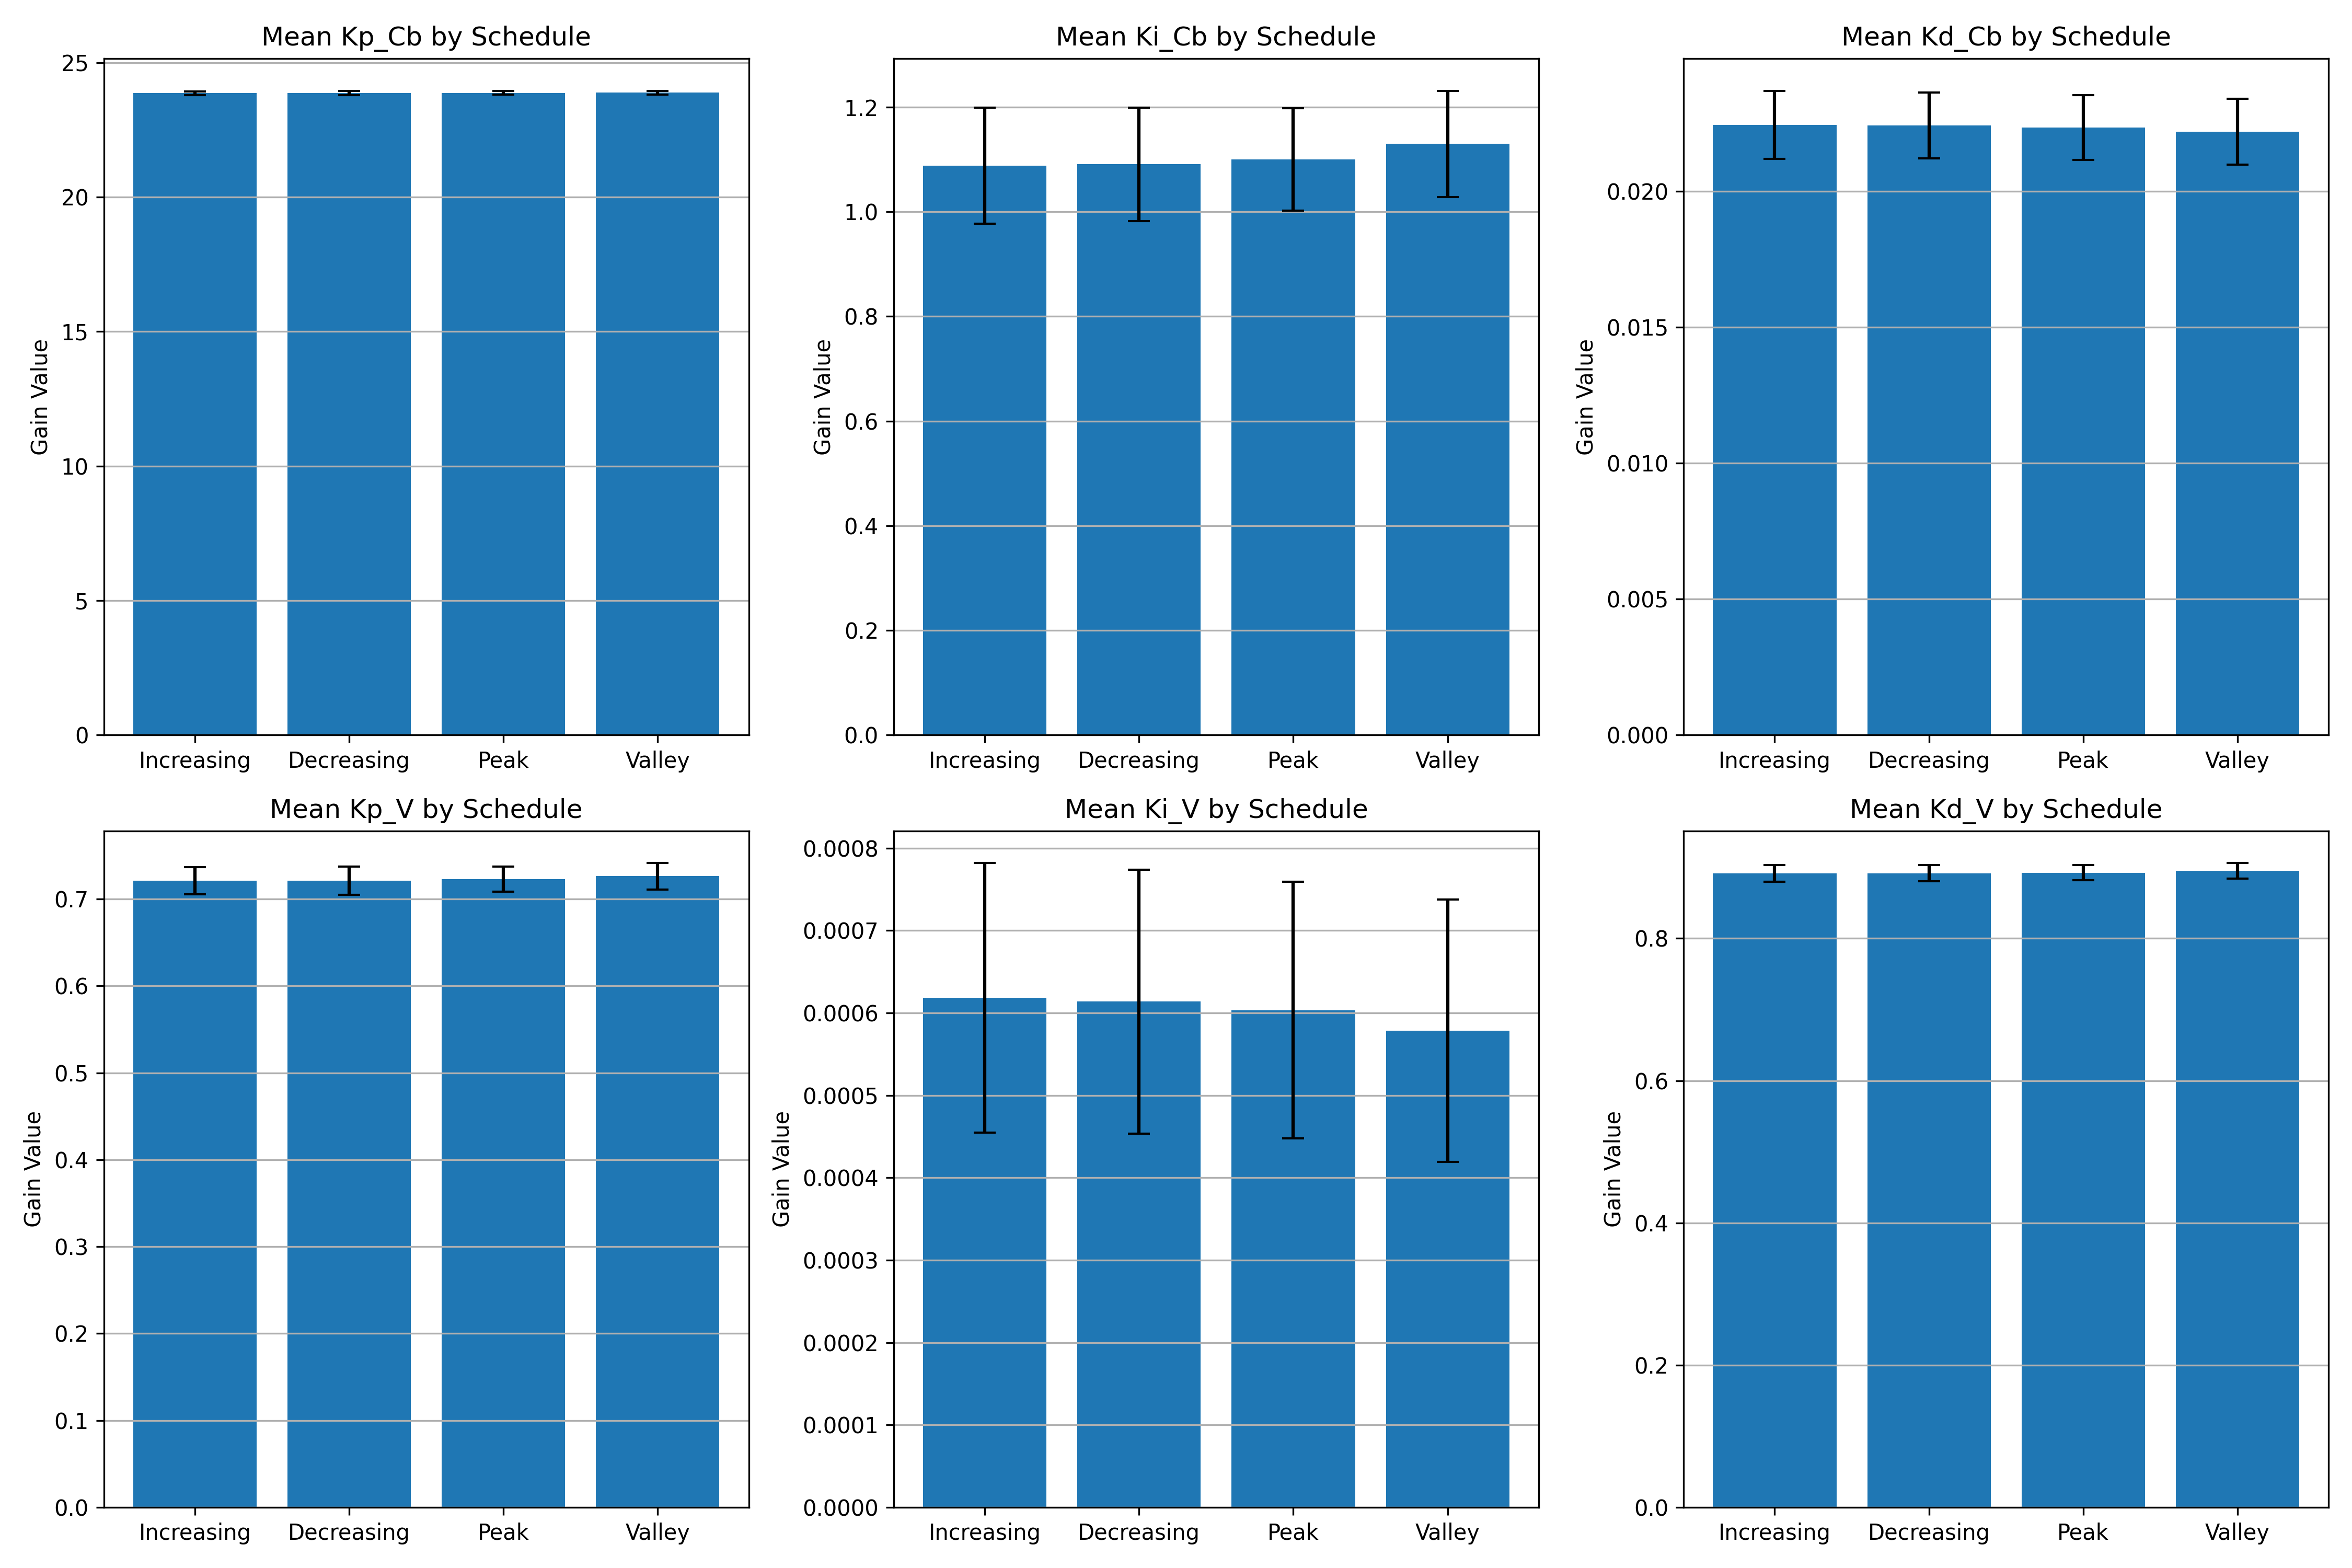 Mean Kp_Cb by Schedule
Gain Value
25
20
15
10
5
0
Increasing Decreasing Peak Valley
Mean Ki_Cb by Schedule
Gain Value
1.2
1.0
0.8
0.6
0.4
0.2
0.0
Increasing Decreasing Peak Valley
Mean Kd_Cb by Schedule
Gain Value
0.020
0.015
0.010
0.005
0.000
Increasing Decreasing Peak Valley
Mean Kp_V by Schedule
Gain Value
0.7
0.6
0.5
0.4
0.3
0.2
0.1
0.0
Increasing Decreasing Peak Valley
Mean Ki_V by Schedule
Gain Value
0.0008
0.0007
0.0006
0.0005
0.0004
0.0003
0.0002
0.0001
0.0000
Increasing Decreasing Peak Valley
Mean Kd_V by Schedule
Gain Value
0.8
0.6
0.4
0.2
0.0
Increasing Decreasing Peak Valley